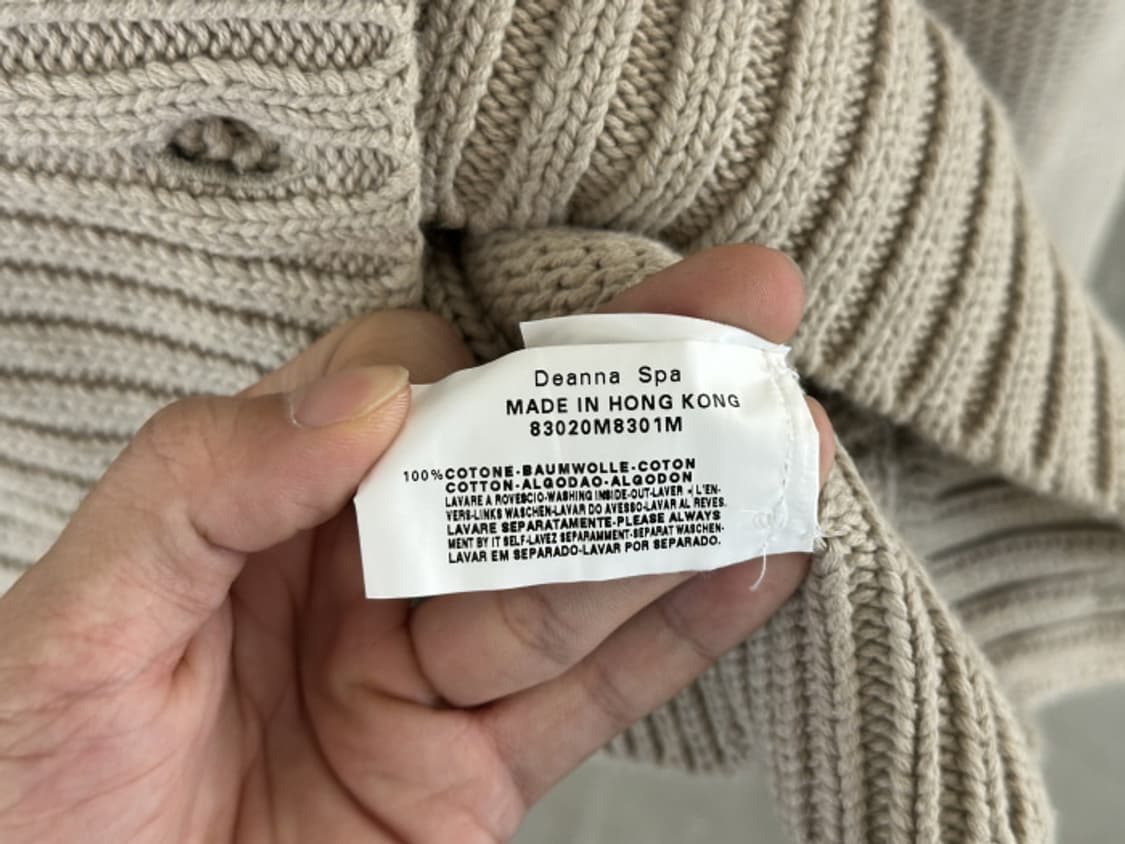 Deanna Spa
MADE IN HONG KONG
83020M8301M
100%COTONE-BAUMWOLLE-COTON
COTTON-ALGODAO-ALGODON
LAVARE A ROVESCIO-WASHING INSIDE-OUT-LAVER - L'EN-
VERS-LINKS WASCHEN-LAVAR DO AVESSO-LAVAR AL REVES.
LAVARE SEPARATAMENTE-PLEASE ALWAYS
MENT BY IT SELF-LAVEZ SEPARAMMENT-SEPARAT WASCHEN-
LAVAR EM SEPARADO-LAVAR POR SEPARADO.